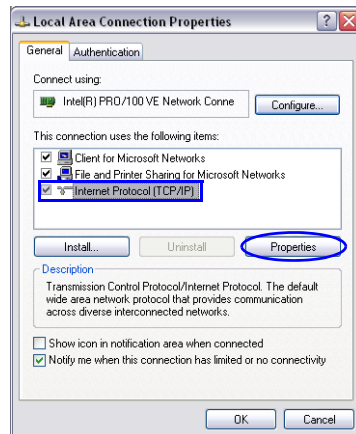 Local Area Connection Properties
General Authentication
Connect using:
Intel(R) PRO/100 VE Network Conne Configure...
This connection uses the following items:
Client for Microsoft Networks
File and Printer Sharing for Microsoft Networks
Internet Protocol (TCP/IP)
Install... Uninstall Properties
Description
Transmission Control Protocol/Internet Protocol. The default
wide area network protocol that provides communication
across diverse interconnected networks.
Show icon in notification area when connected
Notify me when this connection has limited or no connectivity
OK Cancel